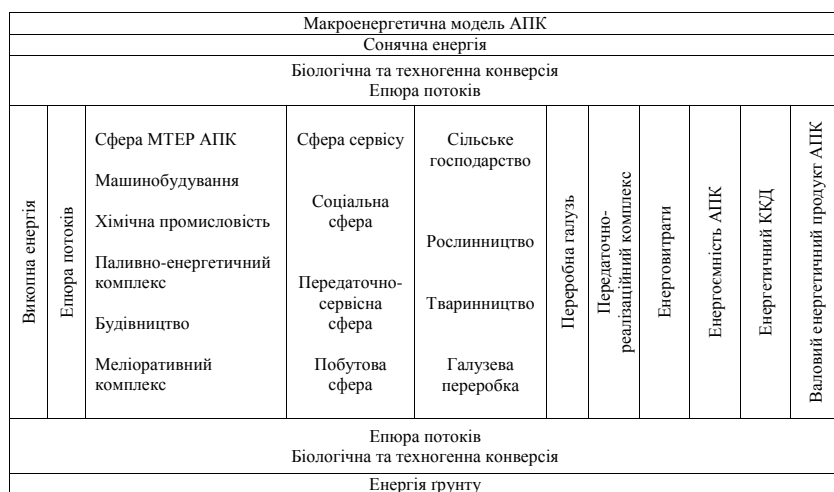 Макроенергетична модель АПК
Сонячна енергія
Біологічна та техногенна конверсія
Епюра потоків
Викопна енергія
Епюра потоків
Сфера МТЕР АПК
Машинобудування
Хімічна промисловість
Паливно-енергетичний
комплекс
Будівництво
Меліоративний
комплекс
Сфера сервісу
Соціальна
сфера
Передаточно-
сервісна
сфера
Побутова
сфера
Сільське
господарство
Рослинництво
Тваринництво
Галузева
переробка
Переробна галузь
Передаточно-
реалізаційний комплекс
Енерговитрати
Енергоємність АПК
Енергетичний ККД
Валовий енергетичний продукт АПК
Епюра потоків
Біологічна та техногенна конверсія
Енергія ґрунту